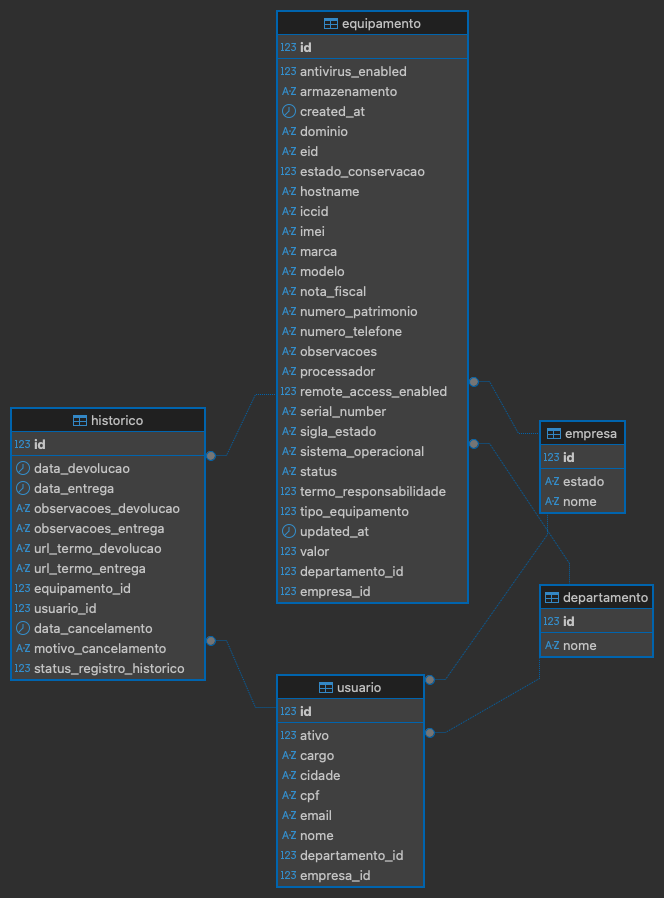 equipamento
123 id
123 antivirus_enabled
A-Z armazenamento
created_at
A-Z dominio
A-Z eid
123 estado_conservacao
A-Z hostname
A-Z iccid
A-Z imei
A-Z marca
A-Z modelo
A-Z nota_fiscal
A-Z numero_patrimonio
A-Z numero_telefone
A-Z observacoes
A-Z processador
123 remote_access_enabled
A-Z serial_number
A-Z sigla_estado
A-Z sistema_operacional
A-Z status
123 termo_responsabilidade
123 tipo_equipamento
updated_at
123 valor
123 departamento_id
123 empresa_id
historico
123 id
data_devolucao
data_entrega
A-Z observacoes_devolucao
A-Z observacoes_entrega
A-Z url_termo_devolucao
A-Z url_termo_entrega
123 equipamento_id
123 usuario_id
data_cancelamento
A-Z motivo_cancelamento
123 status_registro_historico
empresa
123 id
A-Z estado
A-Z nome
departamento
123 id
A-Z nome
usuario
123 id
123 ativo
A-Z cargo
A-Z cidade
A-Z cpf
A-Z email
A-Z nome
123 departamento_id
123 empresa_id